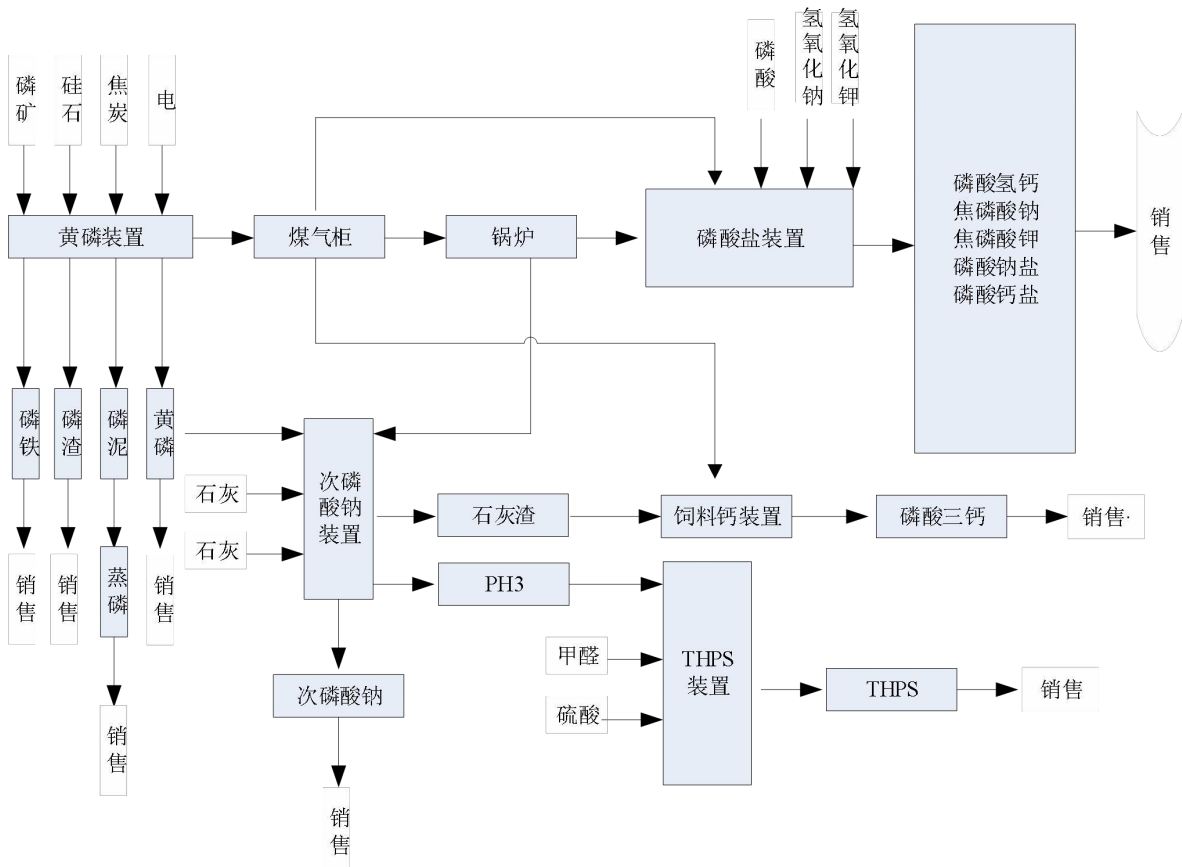 磷矿
硅石
焦炭
电
磷酸
氢氧化钠
氢氧化钾
黄磷装置
煤气柜
锅炉
磷酸盐装置
磷酸氢钙
焦磷酸钠
焦磷酸钾
磷酸钠盐
磷酸钙盐
销售
磷铁
磷渣
磷泥
黄磷
石灰
石灰
次磷
酸钠
装置
石灰渣
饲料钙装置
磷酸三钙
销售·
销售
销售
蒸磷
销售
PH3
甲醛
硫酸
THPS
装置
THPS
销售
次磷酸钠
销售
销售